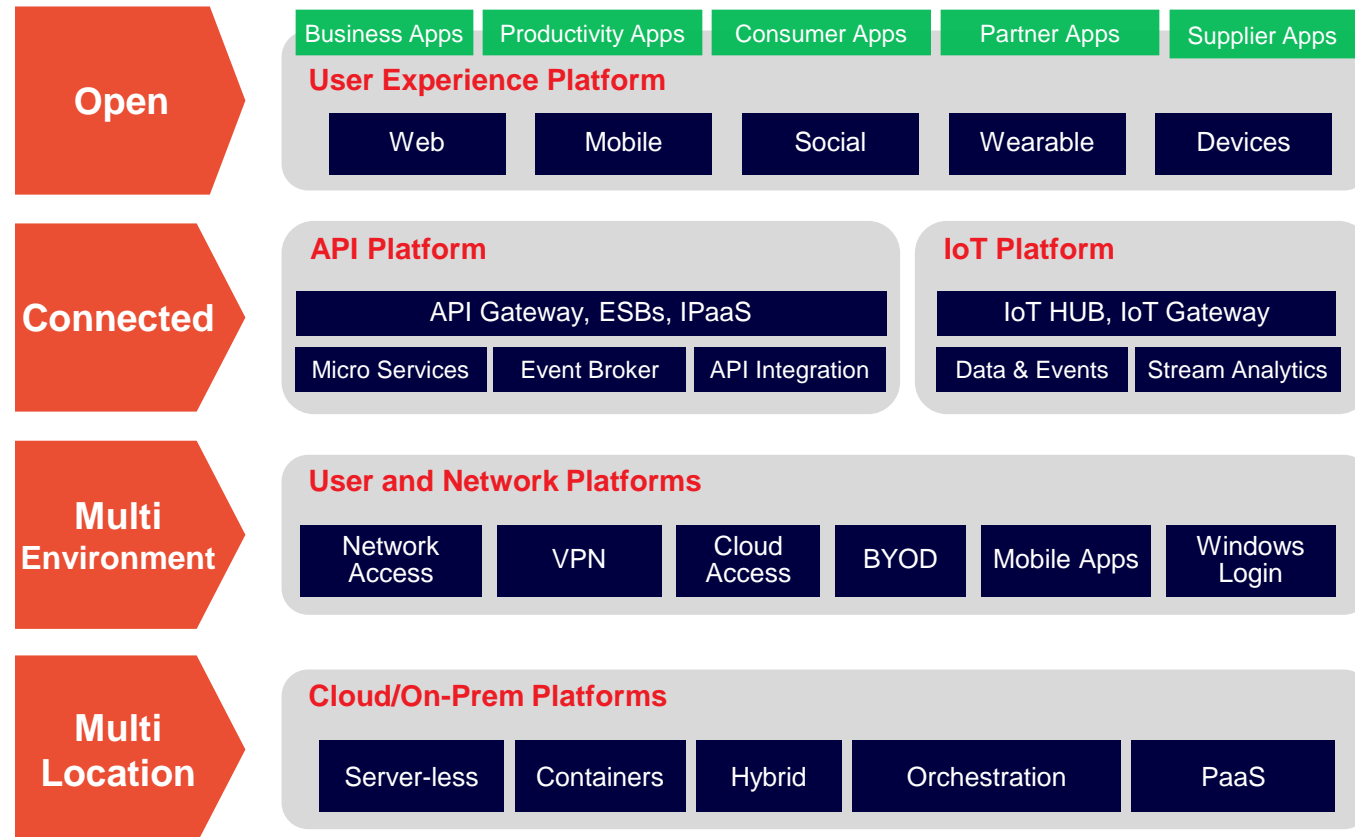 Business Apps
Productivity Apps
Consumer Apps
Partner Apps
Supplier Apps
Open
User Experience Platform
Web
Mobile
Social
Wearable
Devices
Connected
API Platform
API Gateway, ESBs, IPaaS
Micro Services
Event Broker
API Integration
IoT Platform
IoT HUB, IoT Gateway
Data & Events
Stream Analytics
Multi
Environment
User and Network Platforms
Network
Access
VPN
Cloud
Access
BYOD
Mobile Apps
Windows
Login
Multi
Location
Cloud/On-Prem Platforms
Server-less
Containers
Hybrid
Orchestration
PaaS